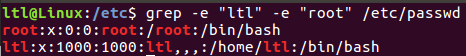 ltl@Linux:/etc$ grep -e "ltl" -e "root" /etc/passwd
root:x:0:0:root:/root:/bin/bash
ltl:x:1000:1000:ltl,,,:/home/ltl:/bin/bash